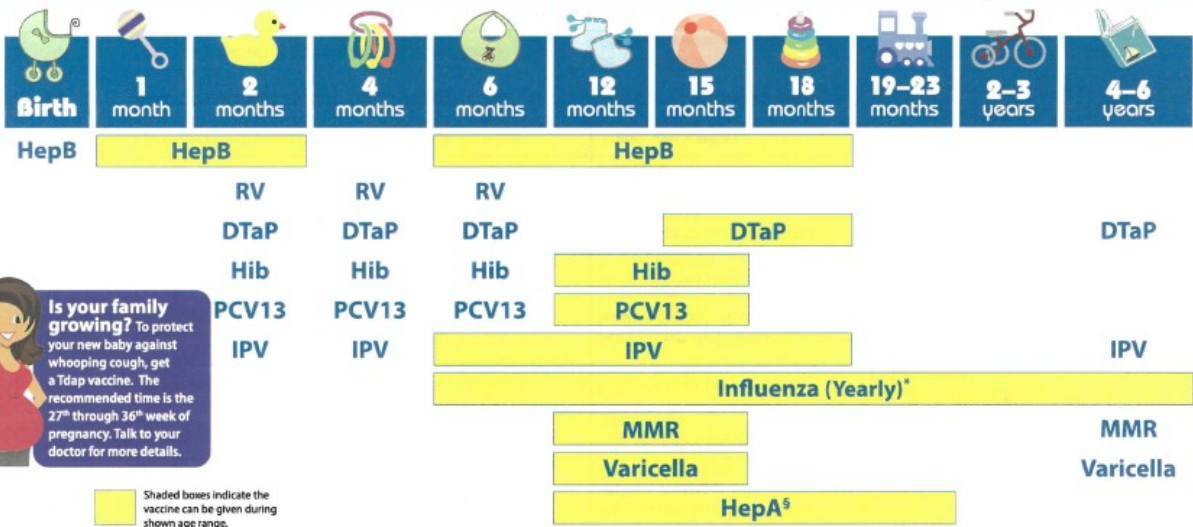 Birth
1 month
2 months
4 months
6 months
12 months
15 months
18 months
19–23 months
2–3 years
4–6 years
HepB HepB HepB
RV RV RV
DTaP DTaP DTaP DTaP DTaP
Hib Hib Hib Hib
PCV13 PCV13 PCV13 PCV13
IPV IPV IPV IPV
Influenza (Yearly)*
MMR MMR
Varicella Varicella
HepA§
Is your family
growing? To protect
your new baby against
whooping cough, get
a Tdap vaccine. The
recommended time is the
27th through 36th week of
pregnancy. Talk to your
doctor for more details.
Shaded boxes indicate the
vaccine can be given during
shown age range.